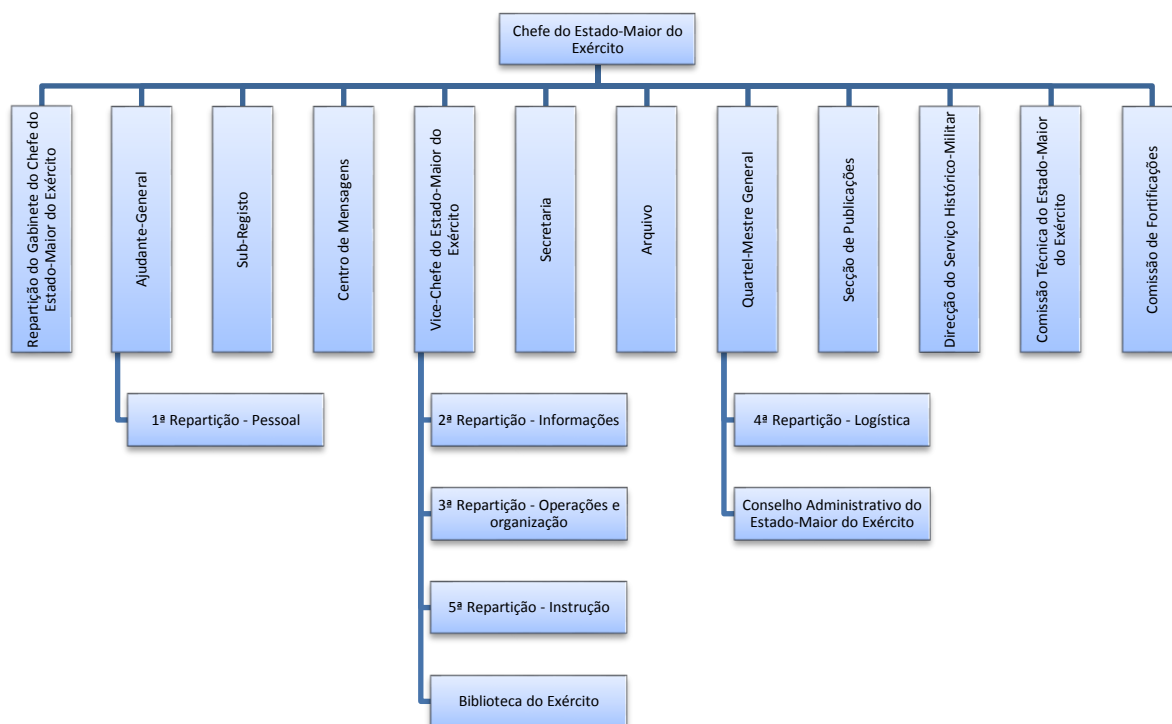 Chefe do Estado-Maior do
Exército
Repartição do Gabinete do Chefe do
Estado-Maior do Exército
Ajudante-General
Sub-Registo
Centro de Mensagens
Vice-Chefe do Estado-Maior do
Exército
Secretaria
Arquivo
Quartel-Mestre General
Secção de Publicações
Direcção do Serviço Histórico-Militar
Comissão Técnica do Estado-Maior
do Exército
Comissão de Fortificações
1ª Repartição - Pessoal
2ª Repartição - Informações
4ª Repartição - Logística
3ª Repartição - Operações e
organização
Conselho Administrativo do
Estado-Maior do Exército
5ª Repartição - Instrução
Biblioteca do Exército